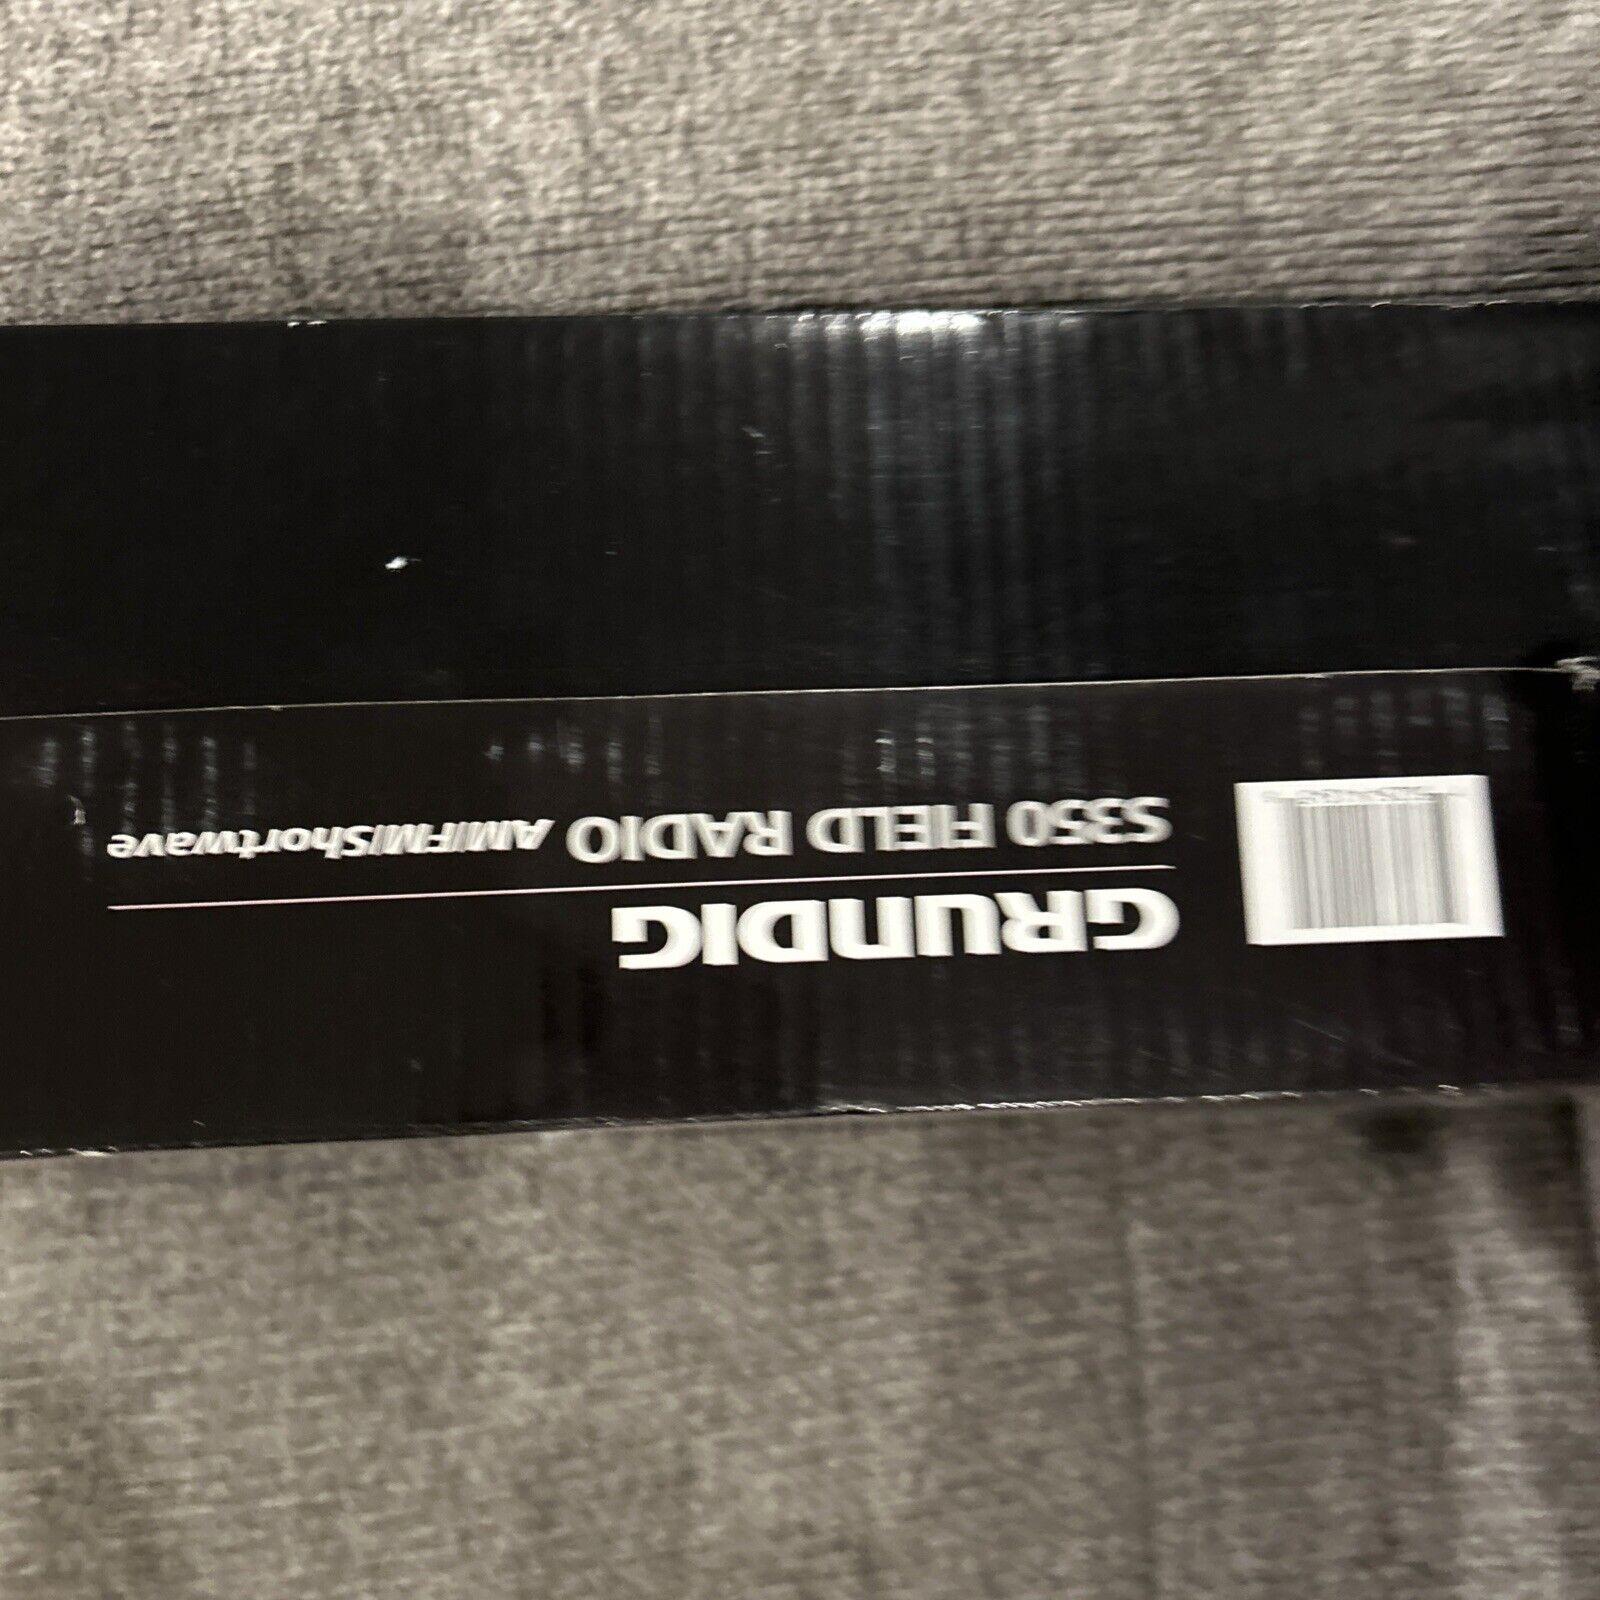 GRUNDIG
S350 FIELD RADIO AM/FM/Shortwave